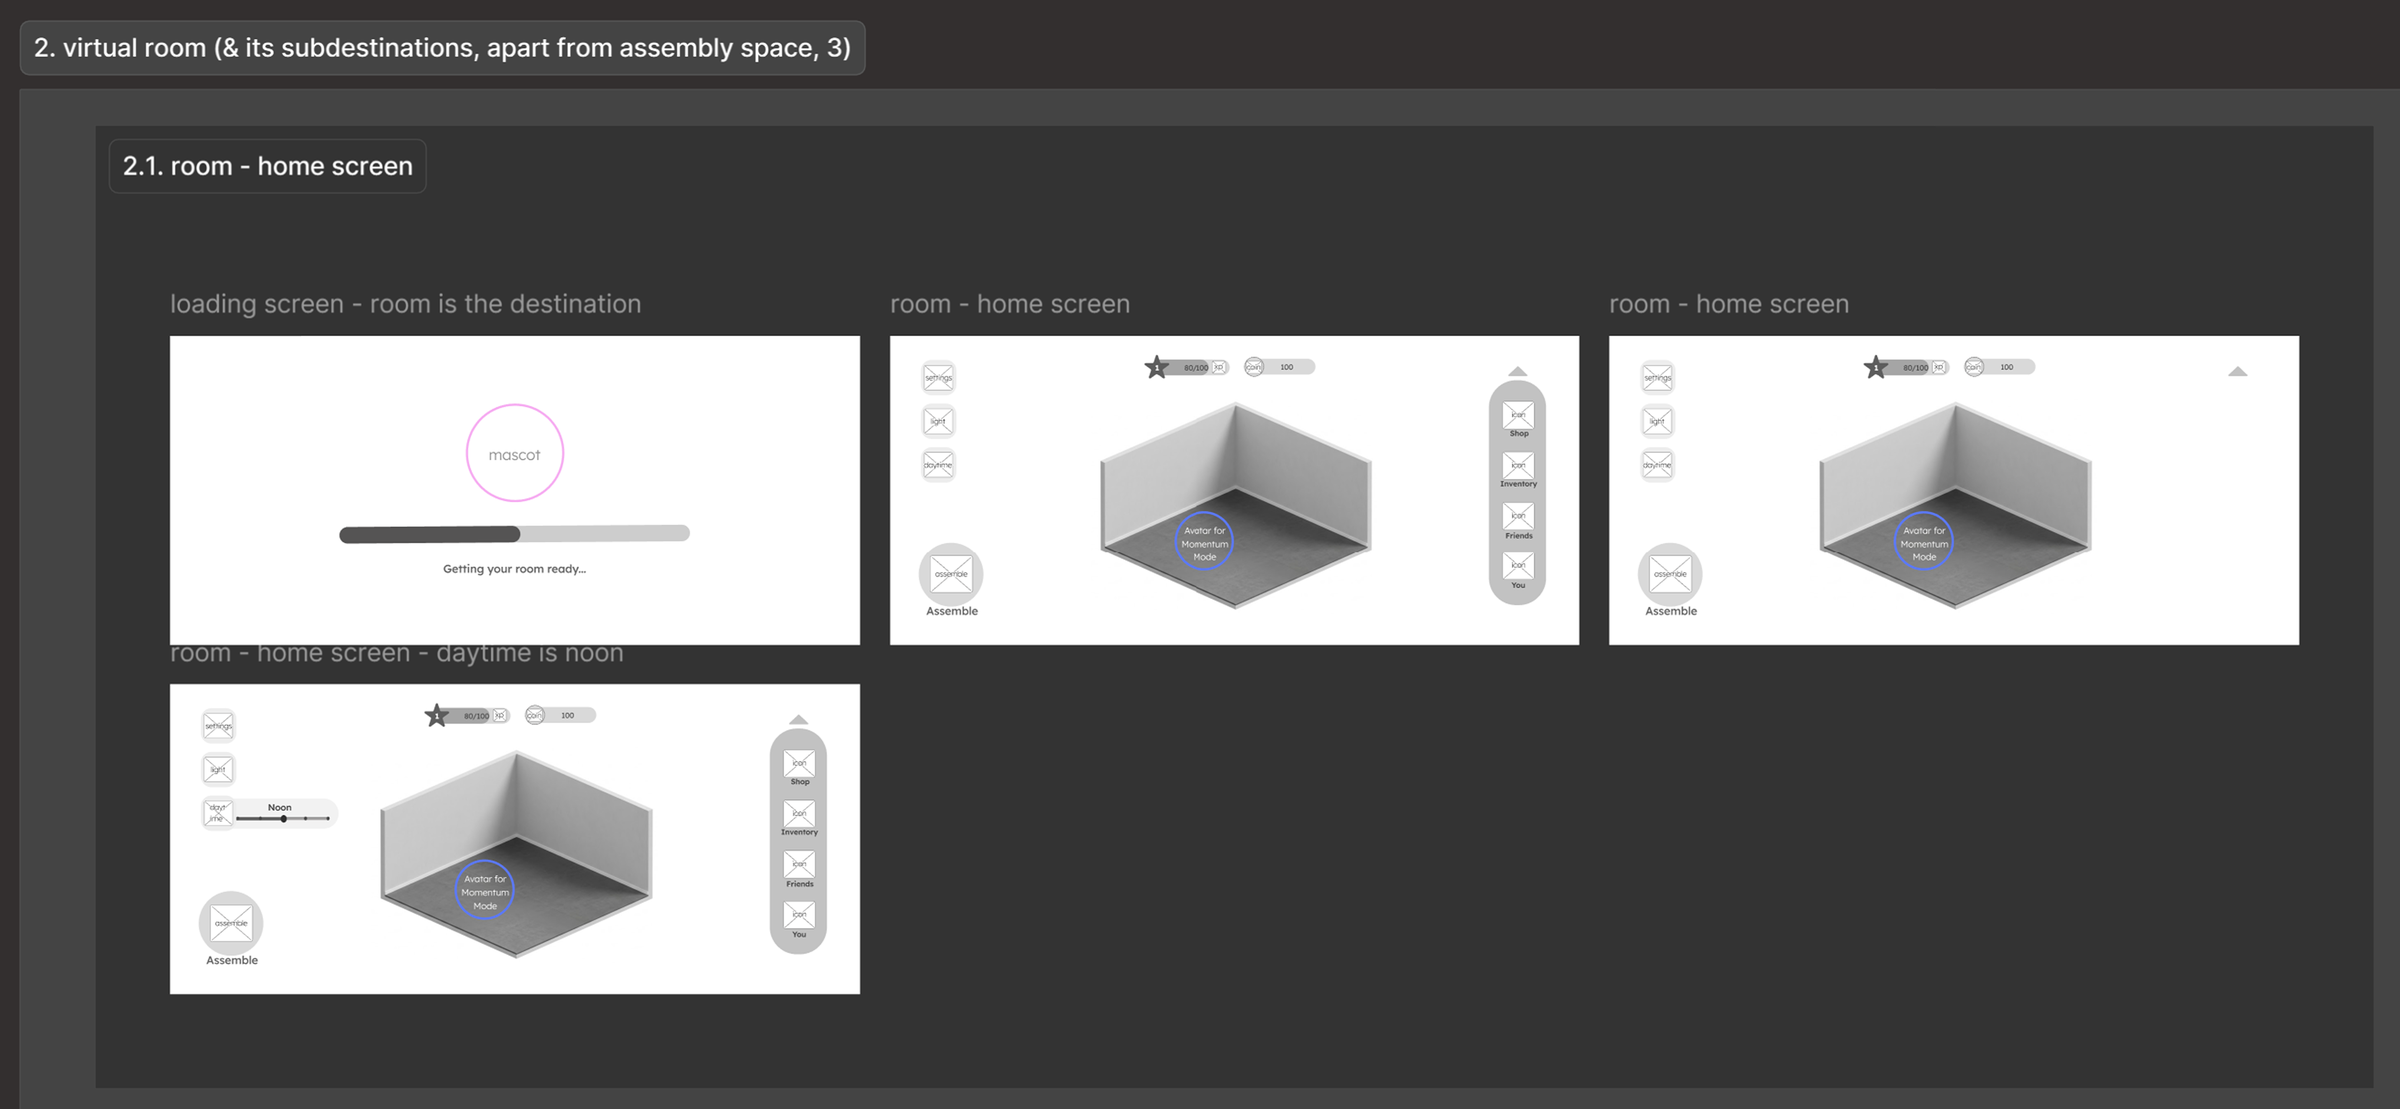 2. virtual room (& its subdestinations, apart from assembly space, 3)
2.1. room - home screen
loading screen - room is the destination
mascot
Getting your room ready...
room - home screen
settings
light
daytime
assemble
Assemble
1
80/100
xp
coin
100
Avatar for
Momentum
Mode
icon
Shop
icon
Inventory
icon
Friends
icon
You
room - home screen
settings
light
daytime
assemble
Assemble
1
80/100
xp
coin
100
Avatar for
Momentum
Mode
room - home screen - daytime is noon
settings
light
dayt
ime
Noon
assemble
Assemble
1
80/100
xp
coin
100
Avatar for
Momentum
Mode
icon
Shop
icon
Inventory
icon
Friends
icon
You